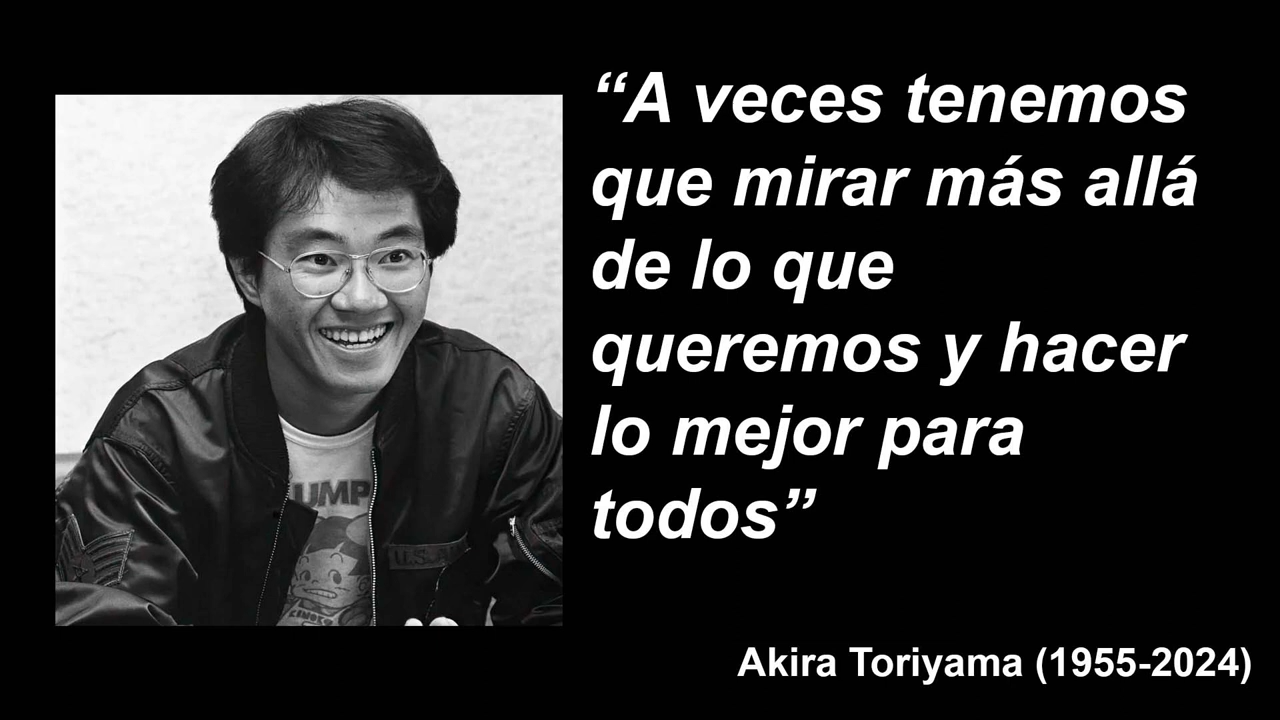 “A veces tenemos
que mirar más allá
de lo que
queremos y hacer
lo mejor para
todos”
UMP
U.S.A
Akira Toriyama (1955-2024)